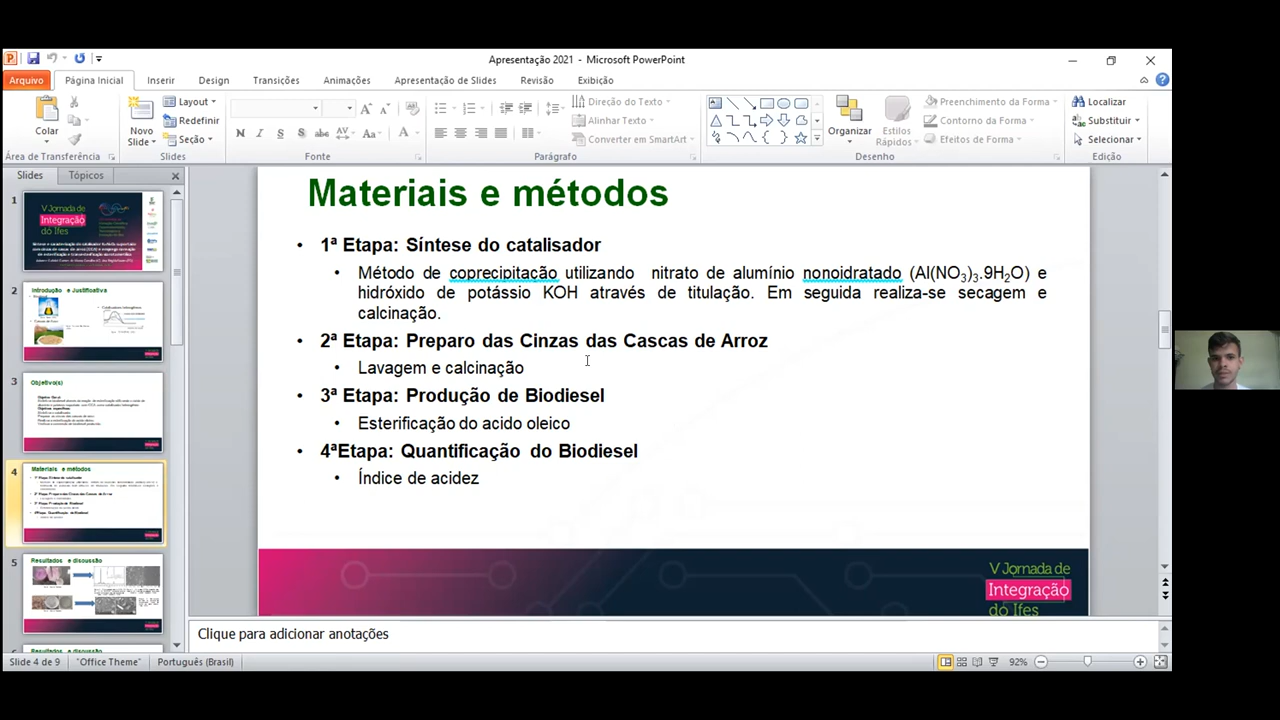 Apresentação 2021 - Microsoft PowerPoint
Arquivo Página Inicial Inserir Design Transições Animações Apresentação de Slides Revisão Exibição
Colar
Novo Slide
Layout
Redefinir
Seção
Direção do Texto
Alinhar Texto
Converter em SmartArt
Organizar
Estilos Rápidos
Preenchimento da Forma
Contorno da Forma
Efeitos de Forma
Localizar
Substituir
Selecionar
Área de Transferência Slides Fonte Parágrafo Desenho Edição
Slides Tópicos
1
V Jornada de
Integração
do Ifes
2
Introdução e Justificativa
3
Objetivo(s)
4
Materiais e métodos
5
Resultados e discussão
Materiais e métodos
• 1ª Etapa: Síntese do catalisador
• Método de coprecipitação utilizando nitrato de alumínio nonoidratado (Al(NO3)3.9H2O) e
hidróxido de potássio KOH através de titulação. Em seguida realiza-se secagem e
calcinação.
• 2ª Etapa: Preparo das Cinzas das Cascas de Arroz
• Lavagem e calcinação
• 3ª Etapa: Produção de Biodiesel
• Esterificação do acido oleico
• 4ªEtapa: Quantificação do Biodiesel
• Índice de acidez
V Jornada de
Integração
do Ifes
Clique para adicionar anotações
Slide 4 de 9 "Office Theme" Português (Brasil) 92%